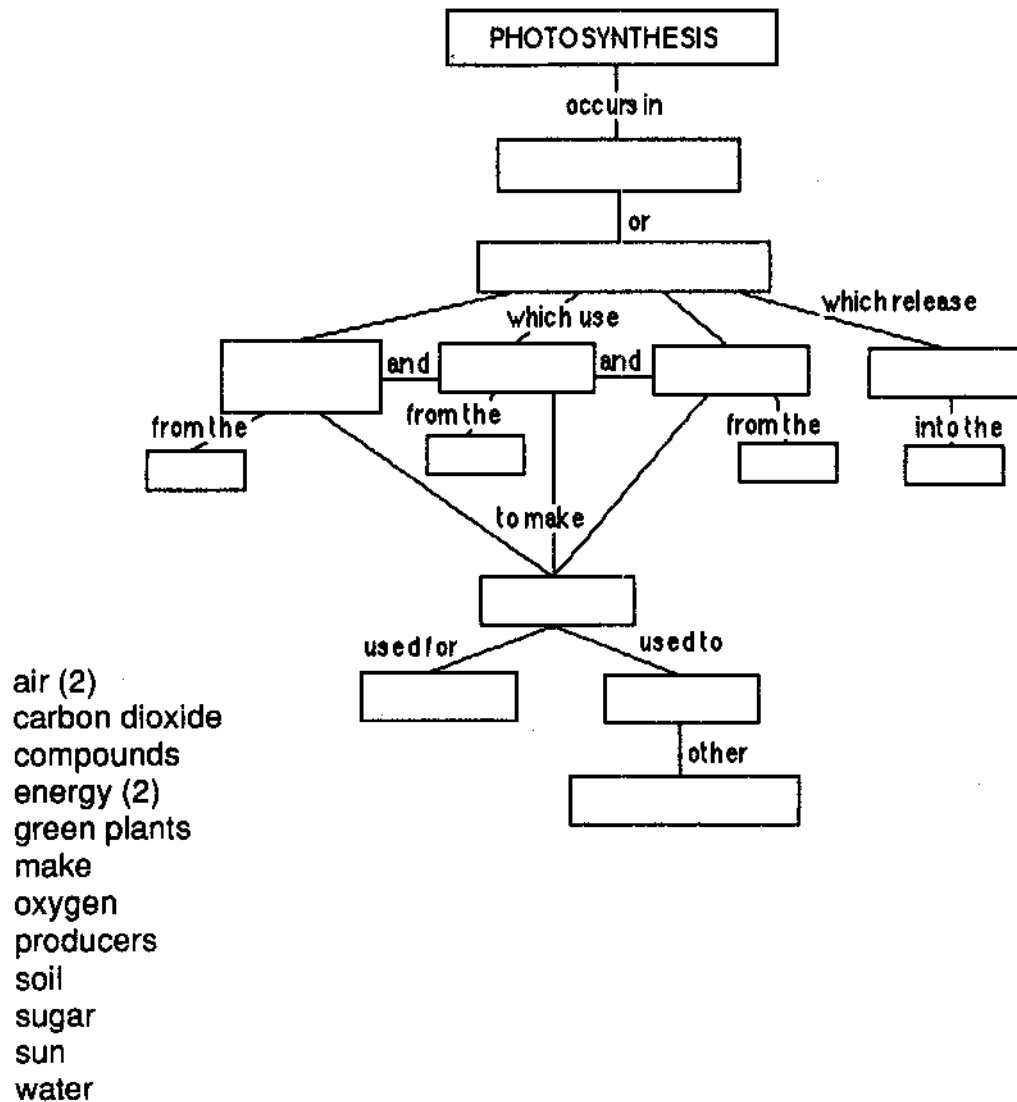 PHOTOSYNTHESIS
occurs in
or
which use
which release
and
and
from the
from the
from the
into the
to make
used for
used to
other
air (2)
carbon dioxide
compounds
energy (2)
green plants
make
oxygen
producers
soil
sugar
sun
water